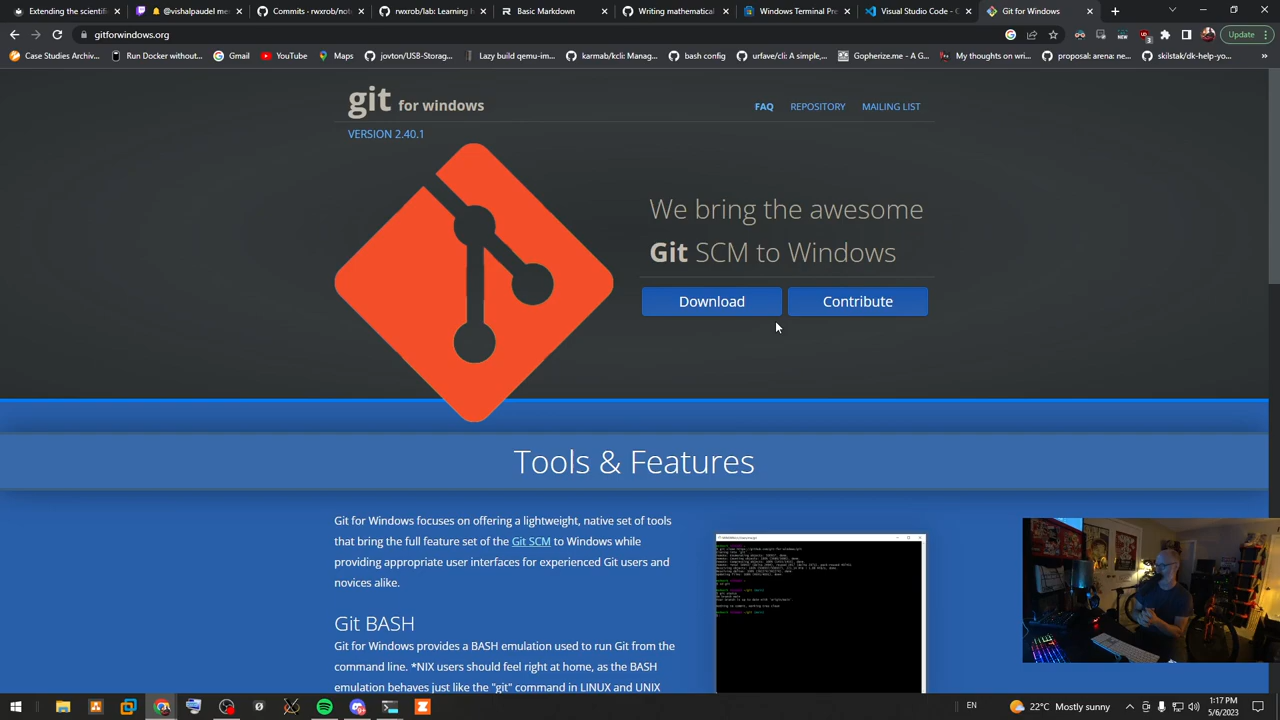 Extending the scientific
@vishalpaudel me
Commits · rwxrob/note
rwxrob/lab: Learning h
Basic Markdown
Writing mathematical
Windows Terminal Pre
Visual Studio Code - C
Git for Windows
gitforwindows.org
Update
Case Studies Archiv...
Run Docker without...
Gmail
YouTube
Maps
jovton/USB-Storag...
Lazy build qemu-im...
karmab/kcli: Manag...
bash config
urfave/cli: A simple,...
Gopherize.me - A G...
My thoughts on wri...
proposal: arena: ne...
skilstak/dk-help-yo...
git for windows
FAQ
REPOSITORY
MAILING LIST
VERSION 2.40.1
We bring the awesome
Git SCM to Windows
Download
Contribute
Tools & Features
Git for Windows focuses on offering a lightweight, native set of tools
that bring the full feature set of the Git SCM to Windows while
providing appropriate user interfaces for experienced Git users and
novices alike.
Git BASH
Git for Windows provides a BASH emulation used to run Git from the
command line. *NIX users should feel right at home, as the BASH
emulation behaves just like the "git" command in LINUX and UNIX
EN
22°C Mostly sunny
1:17 PM
5/6/2023